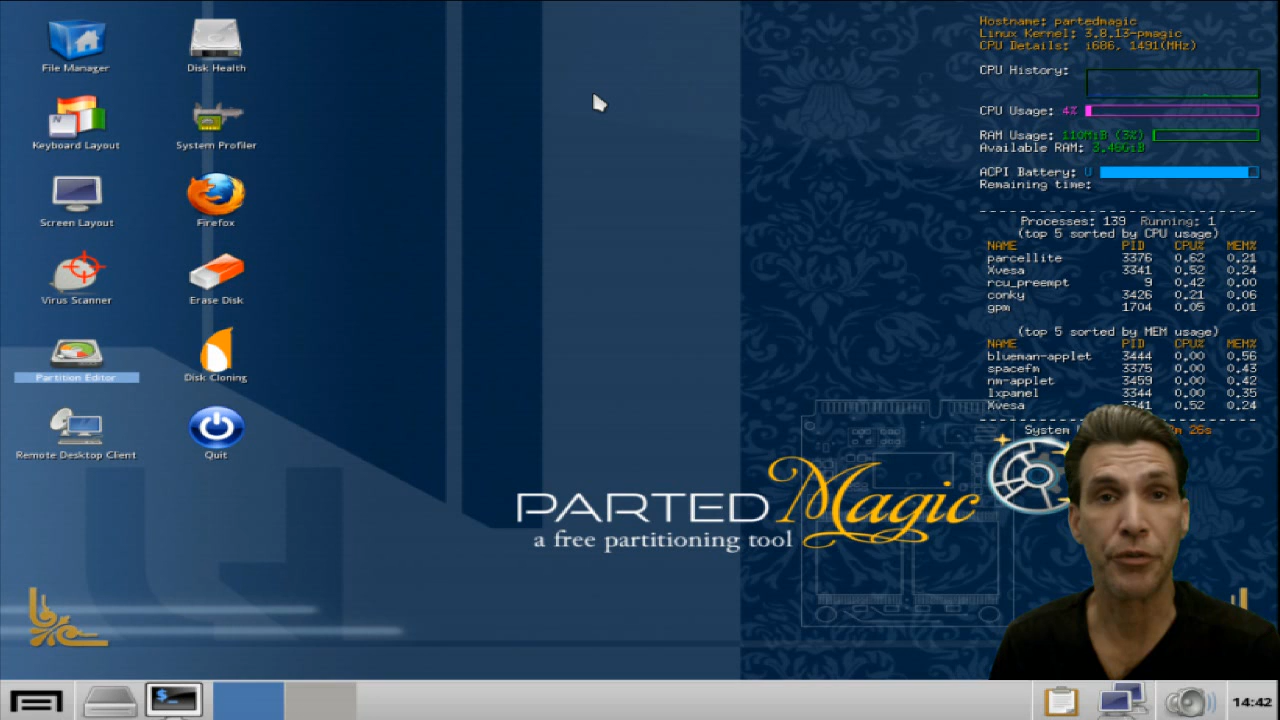 File Manager
Disk Health
Keyboard Layout
System Profiler
Screen Layout
Firefox
Virus Scanner
Erase Disk
Partition Editor
Disk Cloning
Remote Desktop Client
Quit
Hostname: partedmagic
Linux Kernel: 3.8.13-pmagic
CPU Details: i686, 1491(MHz)
CPU History:
CPU Usage: 4%
RAM Usage: 110MiB (3%)
Available RAM: 3.46GiB
ACPI Battery: U
Remaining time:
Processes: 139 Running: 1
(top 5 sorted by CPU usage)
NAME PID CPU% MEM%
parcellite 3376 0.62 0.21
Xvesa 3341 0.52 0.24
rcu_preempt 9 0.42 0.00
conky 3426 0.21 0.06
gpm 1704 0.05 0.01
(top 5 sorted by MEM usage)
NAME PID CPU% MEM%
blueman-applet 3444 0.00 0.56
spacefm 3375 0.00 0.43
nm-applet 3459 0.00 0.42
lxpanel 3344 0.00 0.35
Xvesa 3341 0.52 0.24
System 26s
PARTED Magic
a free partitioning tool
$_
14:42